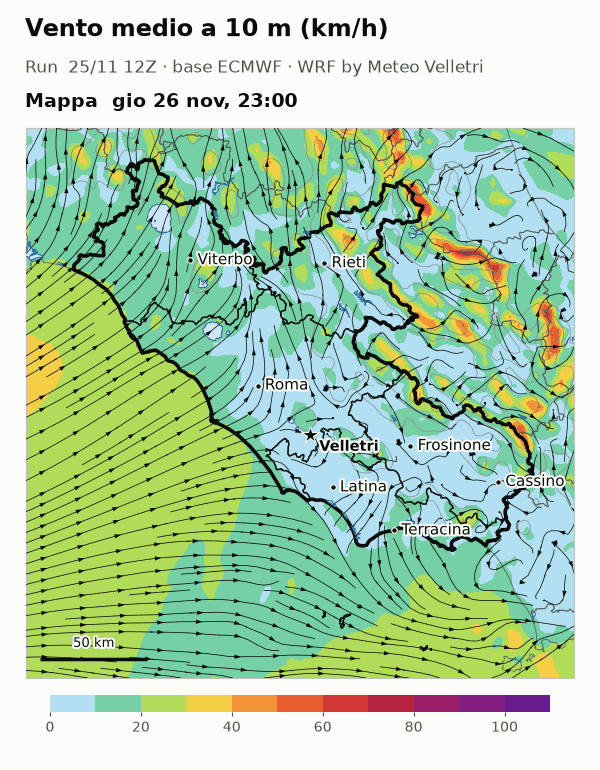 Vento medio a 10 m (km/h)
Run  25/11 12Z · base ECMWF · WRF by Meteo Velletri
Mappa  gio 26 nov, 23:00
Viterbo
Rieti
Roma
Velletri
Frosinone
Latina
Cassino
Terracina
50 km
0 20 40 60 80 100